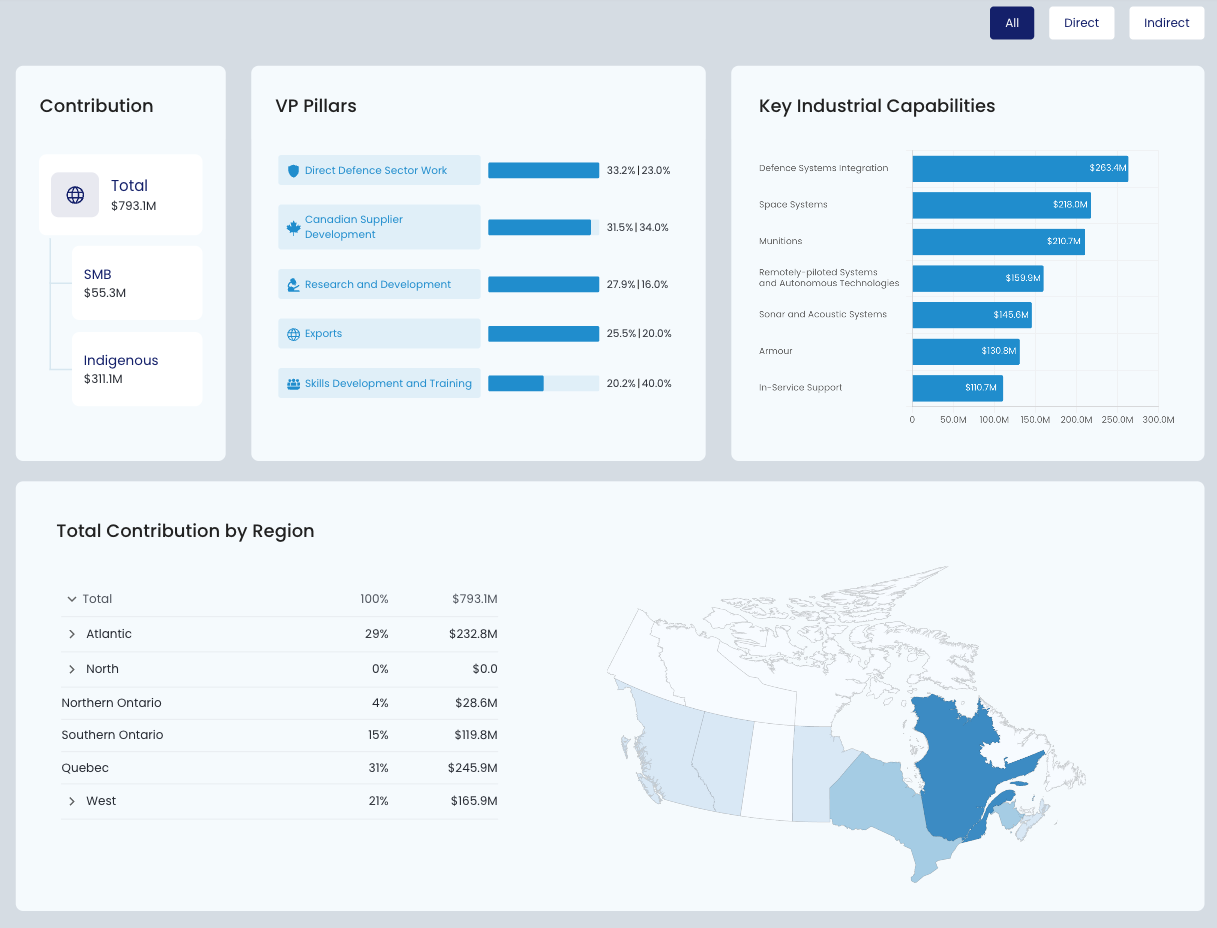 All
Direct
Indirect
Contribution
Total
$793.1M
SMB
$55.3M
Indigenous
$311.1M
VP Pillars
Direct Defence Sector Work
33.2%|23.0%
Canadian Supplier
Development
31.5%|34.0%
Research and Development
27.9%|16.0%
Exports
25.5%|20.0%
Skills Development and Training
20.2%|40.0%
Key Industrial Capabilities
Defence Systems Integration
$263.4M
Space Systems
$218.0M
Munitions
$210.7M
Remotely-piloted Systems
and Autonomous Technologies
$159.9M
Sonar and Acoustic Systems
$145.6M
Armour
$130.8M
In-Service Support
$110.7M
0 50.0M 100.0M 150.0M 200.0M 250.0M 300.0M
Total Contribution by Region
Total 100% $793.1M
Atlantic 29% $232.8M
North 0% $0.0
Northern Ontario 4% $28.6M
Southern Ontario 15% $119.8M
Quebec 31% $245.9M
West 21% $165.9M